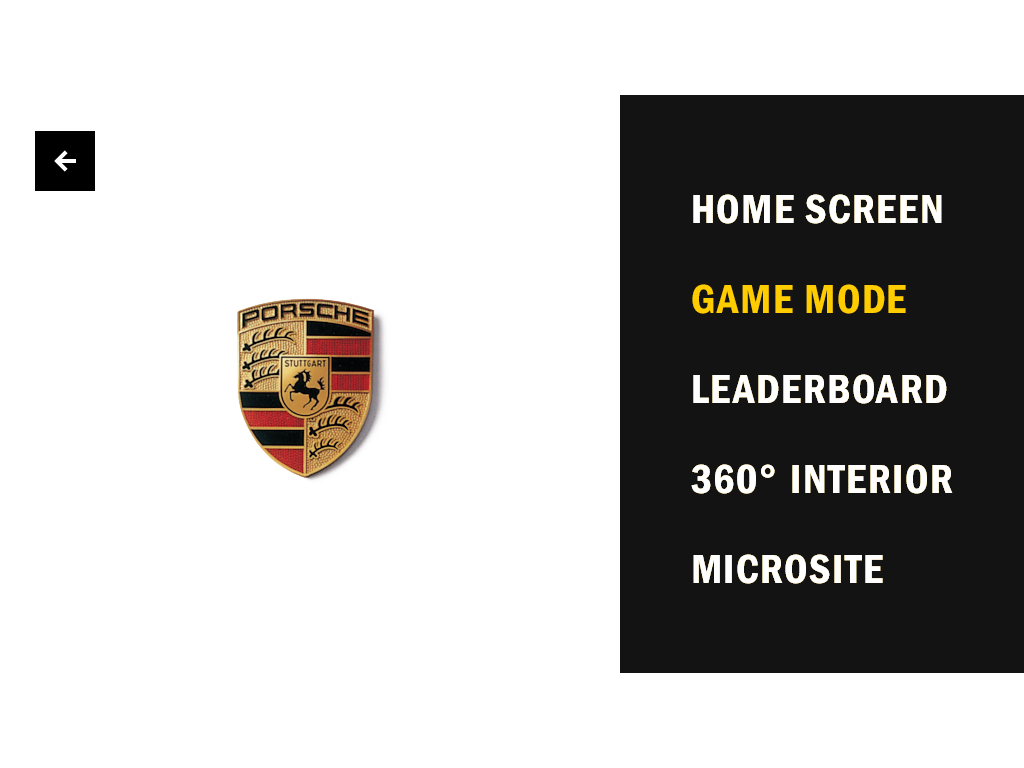 PORSCHE
STUTTGART
HOME SCREEN
GAME MODE
LEADERBOARD
360° INTERIOR
MICROSITE